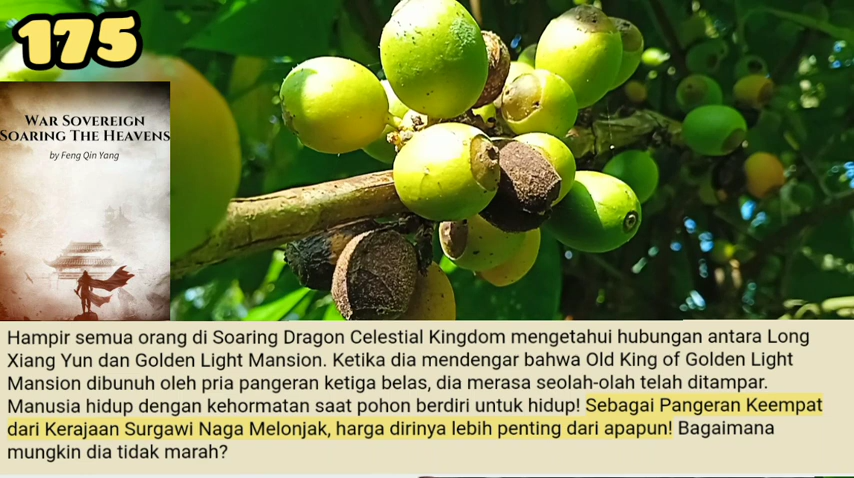 175
WAR SOVEREIGN
SOARING THE HEAVENS
by Feng Qin Yang
Hampir semua orang di Soaring Dragon Celestial Kingdom mengetahui hubungan antara Long
Xiang Yun dan Golden Light Mansion. Ketika dia mendengar bahwa Old King of Golden Light
Mansion dibunuh oleh pria pangeran ketiga belas, dia merasa seolah-olah telah ditampar.
Manusia hidup dengan kehormatan saat pohon berdiri untuk hidup! Sebagai Pangeran Keempat
dari Kerajaan Surgawi Naga Melonjak, harga dirinya lebih penting dari apapun! Bagaimana
mungkin dia tidak marah?